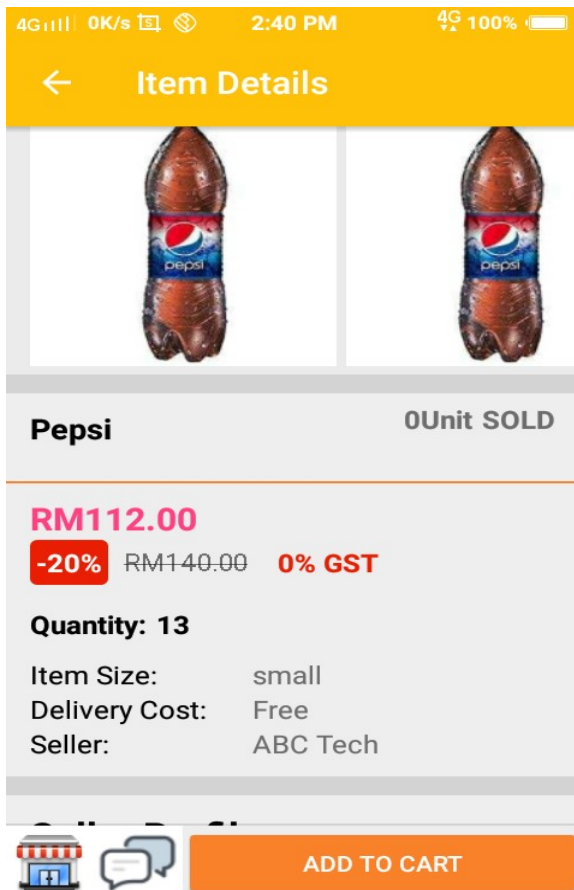 4G 0K/s 2:40 PM 4G 100%
Item Details
pepsi pepsi
Pepsi 0Unit SOLD
RM112.00
-20% RM140.00 0% GST
Quantity: 13
Item Size: small
Delivery Cost: Free
Seller: ABC Tech
ADD TO CART